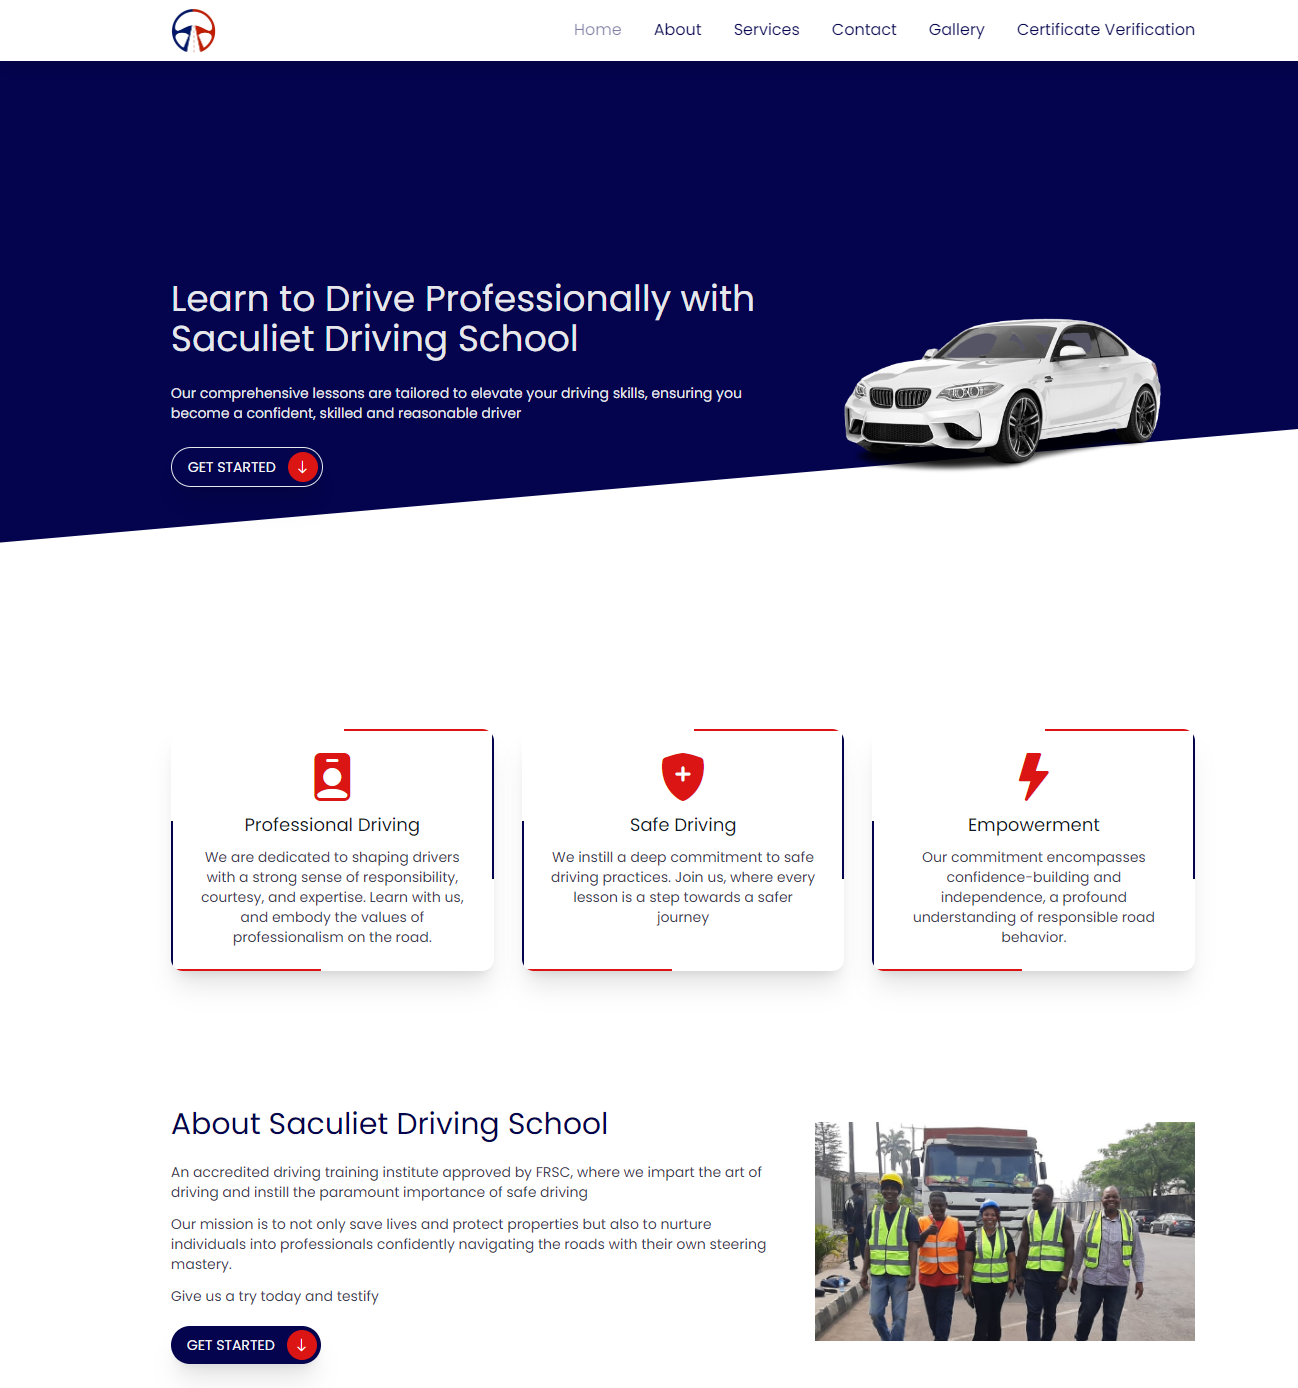 Home About Services Contact Gallery Certificate Verification
Learn to Drive Professionally with
Saculiet Driving School
Our comprehensive lessons are tailored to elevate your driving skills, ensuring you
become a confident, skilled and reasonable driver
GET STARTED
Professional Driving
We are dedicated to shaping drivers
with a strong sense of responsibility,
courtesy, and expertise. Learn with us,
and embody the values of
professionalism on the road.
Safe Driving
We instill a deep commitment to safe
driving practices. Join us, where every
lesson is a step towards a safer
journey
Empowerment
Our commitment encompasses
confidence-building and
independence, a profound
understanding of responsible road
behavior.
About Saculiet Driving School
An accredited driving training institute approved by FRSC, where we impart the art of
driving and instill the paramount importance of safe driving
Our mission is to not only save lives and protect properties but also to nurture
individuals into professionals confidently navigating the roads with their own steering
mastery.
Give us a try today and testify
GET STARTED